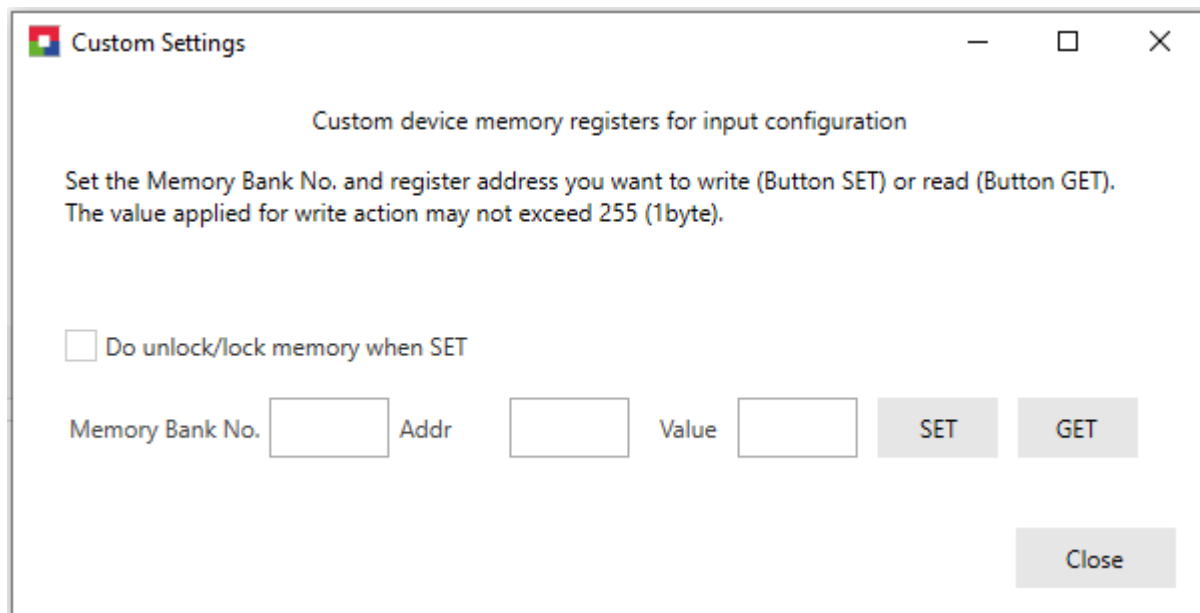 Custom Settings
Custom device memory registers for input configuration
Set the Memory Bank No. and register address you want to write (Button SET) or read (Button GET).
The value applied for write action may not exceed 255 (1byte).
Do unlock/lock memory when SET
Memory Bank No. Addr Value SET GET
Close